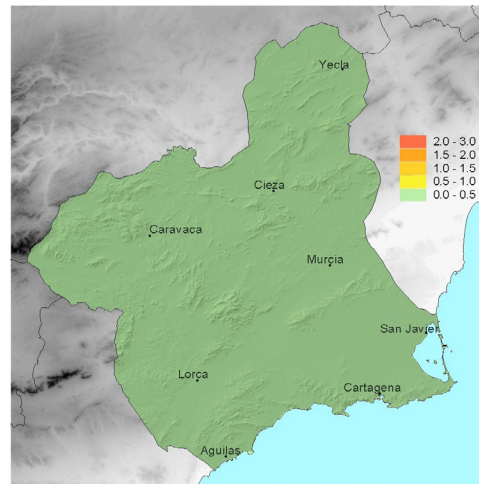 Yecla
2.0 - 3.0
1.5 - 2.0
1.0 - 1.5
0.5 - 1.0
0.0 - 0.5
Cieza
Caravaca
Murcia
San Javier
Lorca
Cartagena
Aguilas